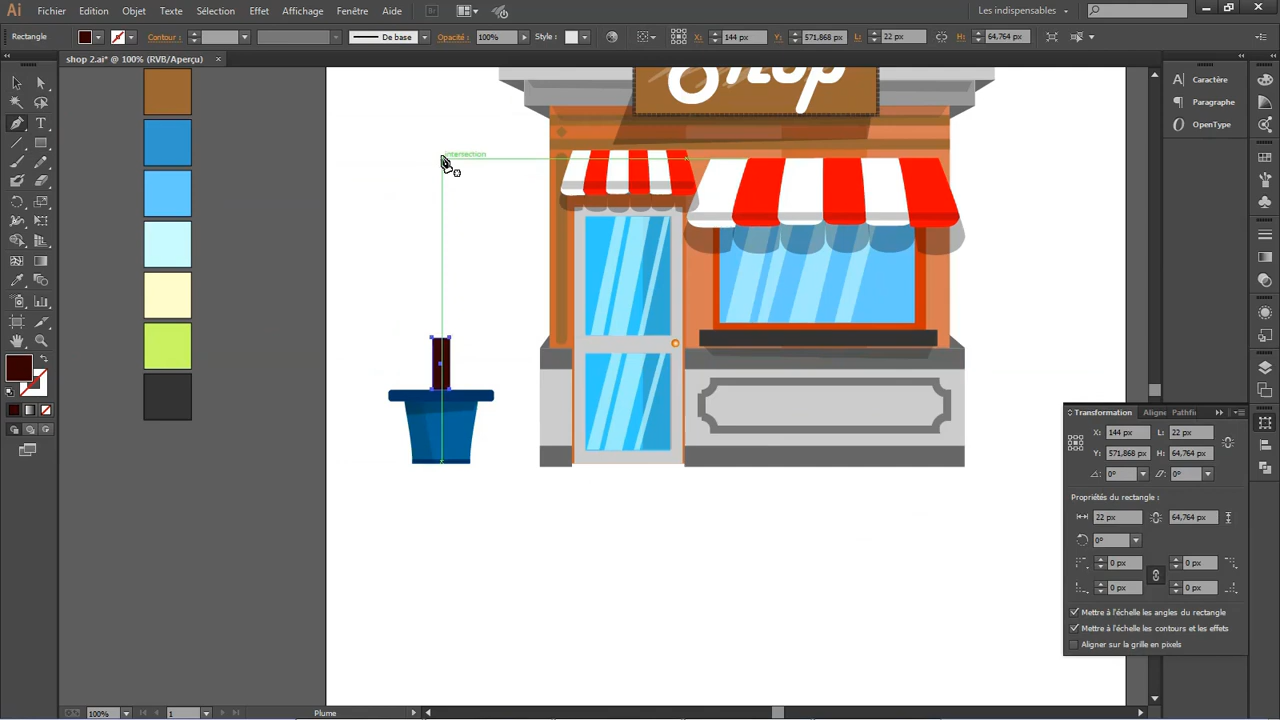 Ai Fichier Edition Objet Texte Sélection Effet Affichage Fenêtre Aide Br Les indispensables
Rectangle Contour : De base Opacité : 100% Style : X: 144 px Y: 571,868 px L: 22 px H: 64,764 px
shop 2.ai* @ 100% (RVB/Aperçu) ×
Shop
intersection
Caractère
Paragraphe
OpenType
Transformation Aligne Pathfi
X: 144 px L: 22 px
Y: 571,868 px H: 64,764 px
0° 0°
Propriétés du rectangle :
22 px 64,764 px
0°
0 px 0 px
0 px 0 px
Mettre à l'échelle les angles du rectangle
Mettre à l'échelle les contours et les effets
Aligner sur la grille en pixels
100% 1 Plume